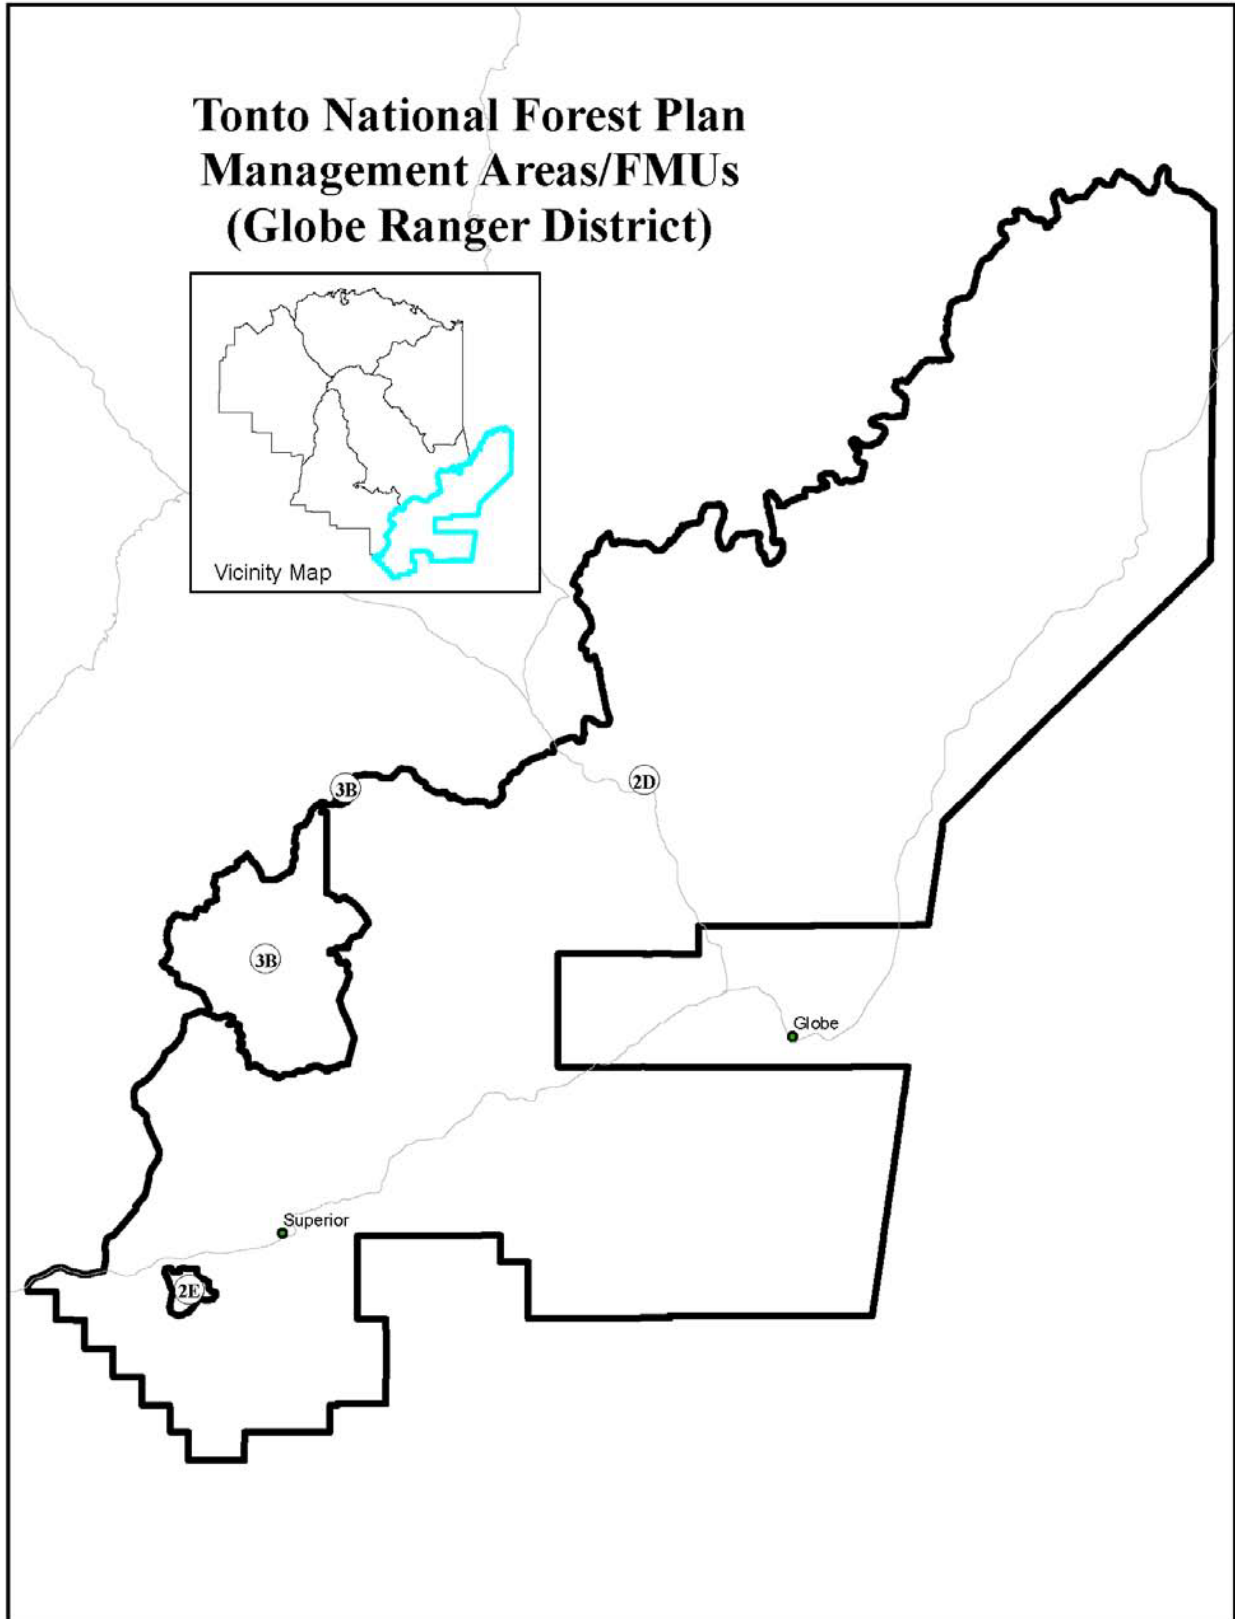 Tonto National Forest Plan
Management Areas/FMUs
(Globe Ranger District)
Vicinity Map
3B
2D
3B
Globe
Superior
2E